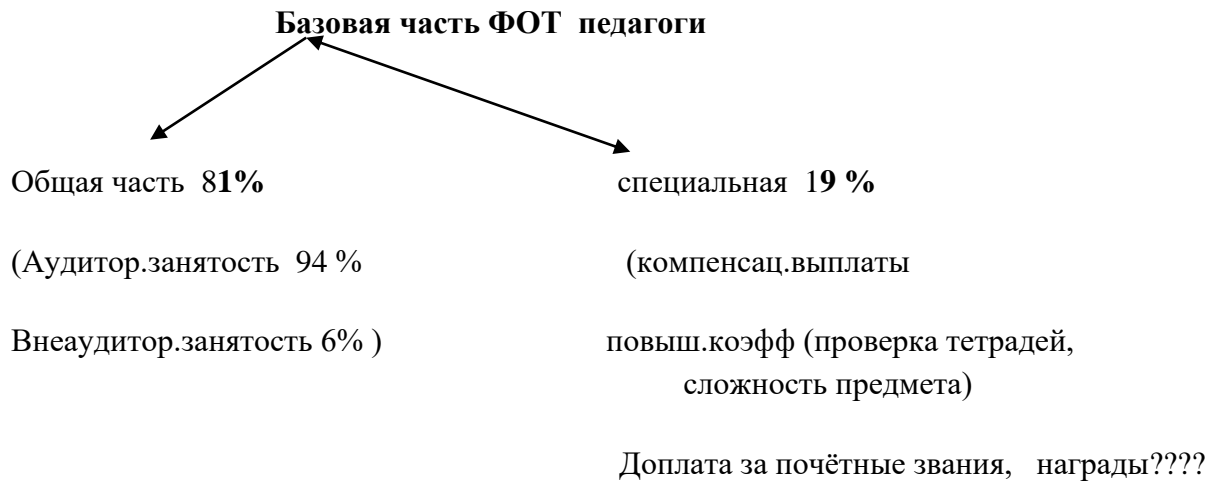 Базовая часть ФОТ педагоги
Общая часть 81% специальная 19 %
(Аудитор.занятость 94 % (компенсац.выплаты
Внеаудитор.занятость 6% ) повыш.коэфф (проверка тетрадей,
сложность предмета)
Доплата за почётные звания, награды????